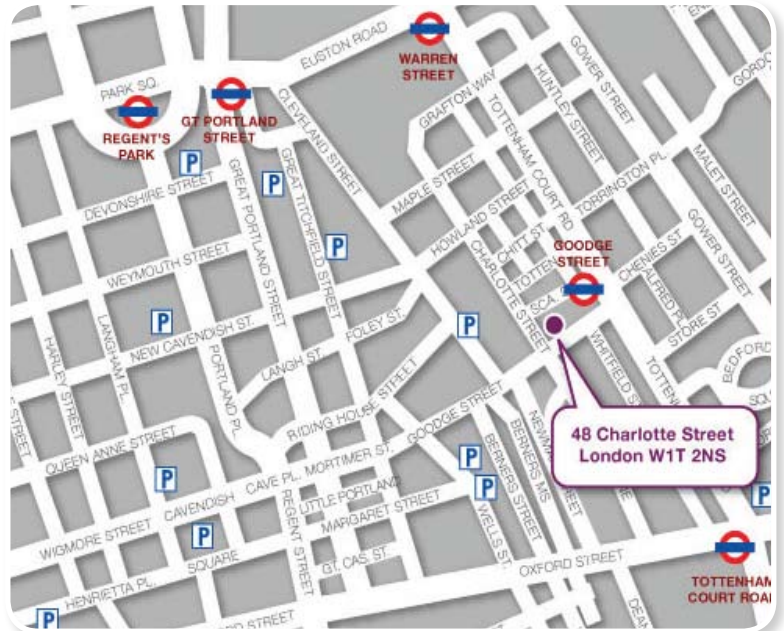 EUSTON ROAD
WARREN
STREET
GOWER STREET
PARK SQ.
GRAFTON WAY
HUNTLEY STREET
REGENT'S
PARK
GT PORTLAND
STREET
CLEVELAND STREET
TOTTENHAM COURT RD
MALET STREET
P
P
DEVONSHIRE STREET
GREAT PORTLAND STREET
GREAT TITCHFIELD STREET
MAPLE STREET
TORRINGTON PL.
HOWLAND STREET
CHITT ST.
P
WEYMOUTH STREET
CHARLOTTE STREET
GOODGE
STREET
CHENIES ST
GOWER STREET
ALFRED PL.
SCA.
STORE ST
P
NEW CAVENDISH ST.
FOLEY ST.
P
HARLEY STREET
LANGHAM PL.
PORTLAND PL.
LANGH ST.
WHITFIELD S
TOTTEN
BEDFORD
RIDING HOUSE STREET
GOODGE STREET
48 Charlotte Street
London W1T 2NS
QUEEN ANNE STREET
CAVE PL.
MORTIMER ST.
BERNERS STREET
BERNERS MS
P
P
P
P
WIGMORE STREET
CAVENDISH
SQUARE
REGENT STREET
LITTLE PORTLAND
MARGARET STREET
WELLS ST.
P
GT. CAS. ST.
OXFORD STREET
HENRIETTA PL.
TOTTENHAM
COURT ROAD
P
DEAN